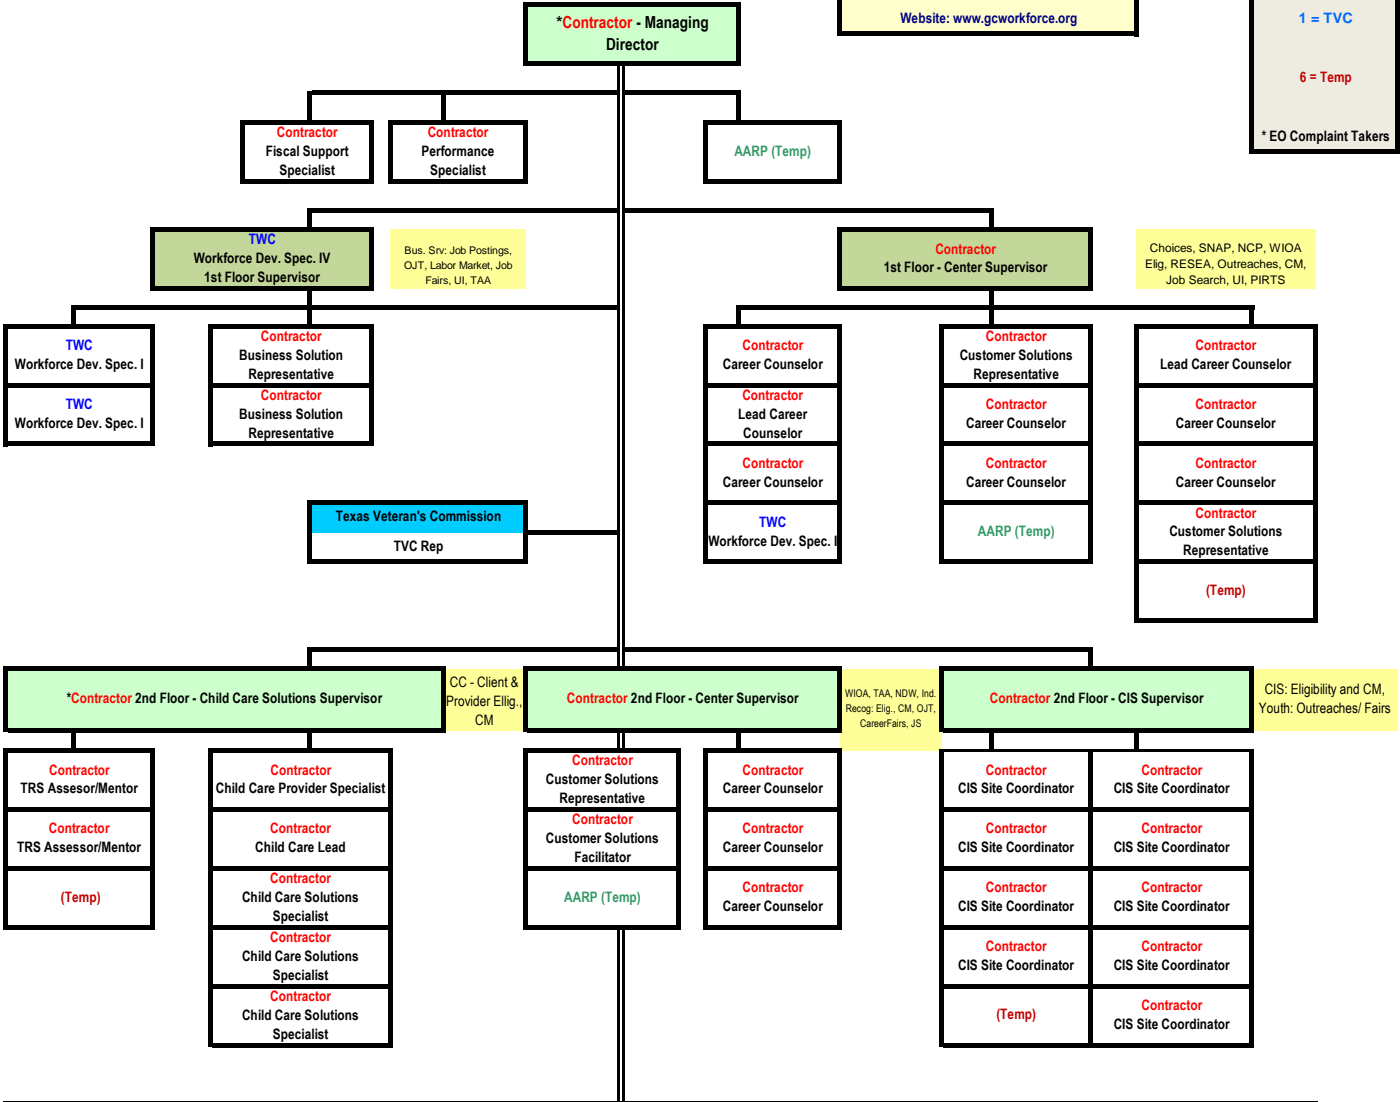 *Contractor - Managing
Director
Website: www.gcworkforce.org
1 = TVC
6 = Temp
* EO Complaint Takers
Contractor
Fiscal Support
Specialist
Contractor
Performance
Specialist
AARP (Temp)
TWC
Workforce Dev. Spec. IV
1st Floor Supervisor
Bus. Srv: Job Postings,
OJT, Labor Market, Job
Fairs, UI, TAA
Contractor
1st Floor - Center Supervisor
Choices, SNAP, NCP, WIOA
Elig, RESEA, Outreaches, CM,
Job Search, UI, PIRTS
TWC
Workforce Dev. Spec. I
TWC
Workforce Dev. Spec. I
Contractor
Business Solution
Representative
Contractor
Business Solution
Representative
Contractor
Career Counselor
Contractor
Lead Career
Counselor
Contractor
Career Counselor
TWC
Workforce Dev. Spec. I
Contractor
Customer Solutions
Representative
Contractor
Career Counselor
Contractor
Career Counselor
AARP (Temp)
Contractor
Lead Career Counselor
Contractor
Career Counselor
Contractor
Career Counselor
Contractor
Customer Solutions
Representative
(Temp)
Texas Veteran's Commission
TVC Rep
*Contractor 2nd Floor - Child Care Solutions Supervisor
CC - Client &
Provider Ellig.,
CM
Contractor 2nd Floor - Center Supervisor
WIOA, TAA, NDW, Ind.
Recog: Elig., CM, OJT,
CareerFairs, JS
Contractor 2nd Floor - CIS Supervisor
CIS: Eligibility and CM,
Youth: Outreaches/ Fairs
Contractor
TRS Assesor/Mentor
Contractor
TRS Assessor/Mentor
(Temp)
Contractor
Child Care Provider Specialist
Contractor
Child Care Lead
Contractor
Child Care Solutions
Specialist
Contractor
Child Care Solutions
Specialist
Contractor
Child Care Solutions
Specialist
Contractor
Customer Solutions
Representative
Contractor
Customer Solutions
Facilitator
AARP (Temp)
Contractor
Career Counselor
Contractor
Career Counselor
Contractor
Career Counselor
Contractor
CIS Site Coordinator
Contractor
CIS Site Coordinator
Contractor
CIS Site Coordinator
Contractor
CIS Site Coordinator
(Temp)
Contractor
CIS Site Coordinator
Contractor
CIS Site Coordinator
Contractor
CIS Site Coordinator
Contractor
CIS Site Coordinator
Contractor
CIS Site Coordinator